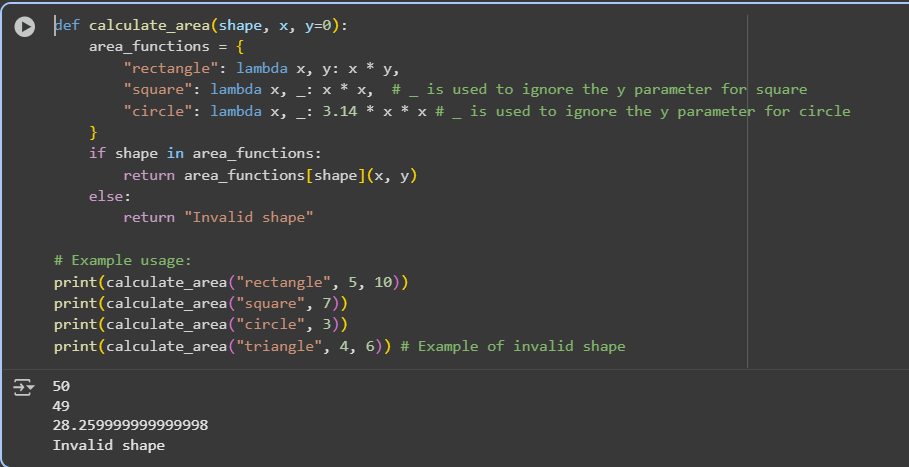 def calculate_area(shape, x, y=0):
    area_functions = {
        "rectangle": lambda x, y: x * y,
        "square": lambda x, _: x * x,  # _ is used to ignore the y parameter for square
        "circle": lambda x, _: 3.14 * x * x # _ is used to ignore the y parameter for circle
    }
    if shape in area_functions:
        return area_functions[shape](x, y)
    else:
        return "Invalid shape"

# Example usage:
print(calculate_area("rectangle", 5, 10))
print(calculate_area("square", 7))
print(calculate_area("circle", 3))
print(calculate_area("triangle", 4, 6)) # Example of invalid shape
50
49
28.259999999999998
Invalid shape